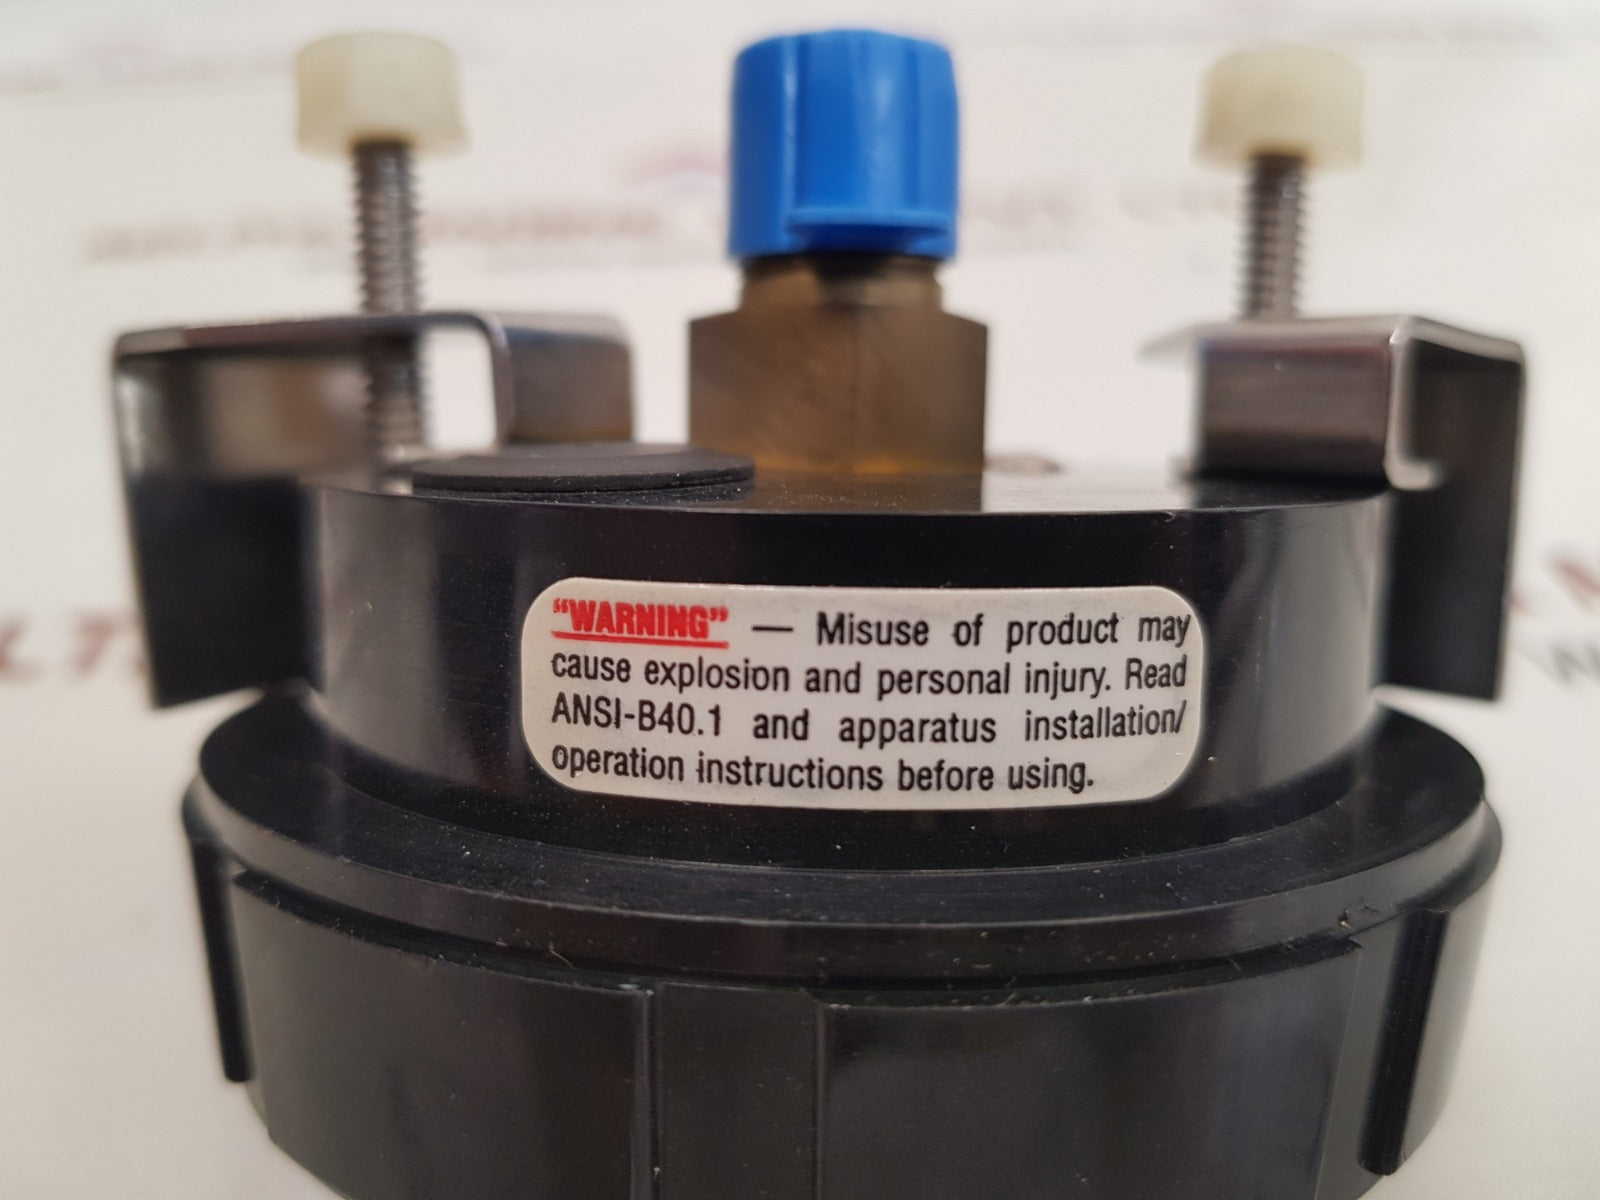 "WARNING" — Misuse of product may
cause explosion and personal injury. Read
ANSI-B40.1 and apparatus installation/
operation instructions before using.